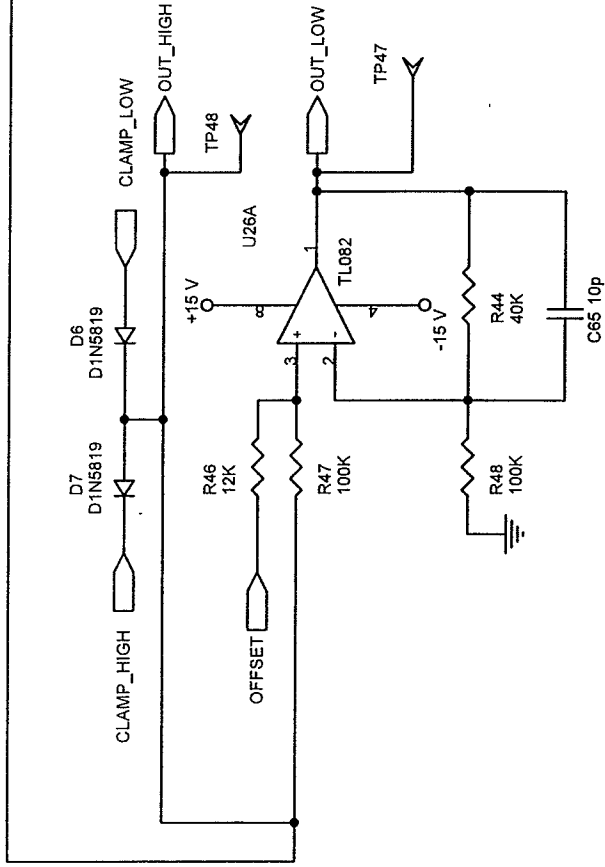 CLAMP_LOW
OUT_HIGH
D6
D1N5819
TP48
D7
D1N5819
CLAMP_HIGH
U26A
OUT_LOW
+15 V
8
TL082
1
TP47
3
+
2
-
4
-15 V
R46
12K
R47
100K
OFFSET
R44
40K
R48
100K
C65 10p